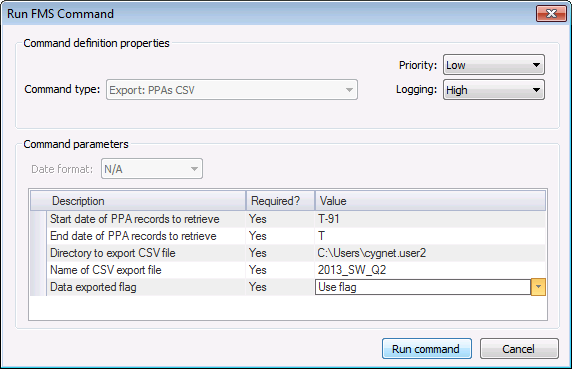 Run FMS Command
Command definition properties
Priority: Low
Command type: Export: PPAs CSV
Logging: High
Command parameters
Date format: N/A
Description Required? Value
Start date of PPA records to retrieve Yes T-91
End date of PPA records to retrieve Yes T
Directory to export CSV file Yes C:\Users\cygnet.user2
Name of CSV export file Yes 2013_SW_Q2
Data exported flag Yes Use flag
Run command Cancel